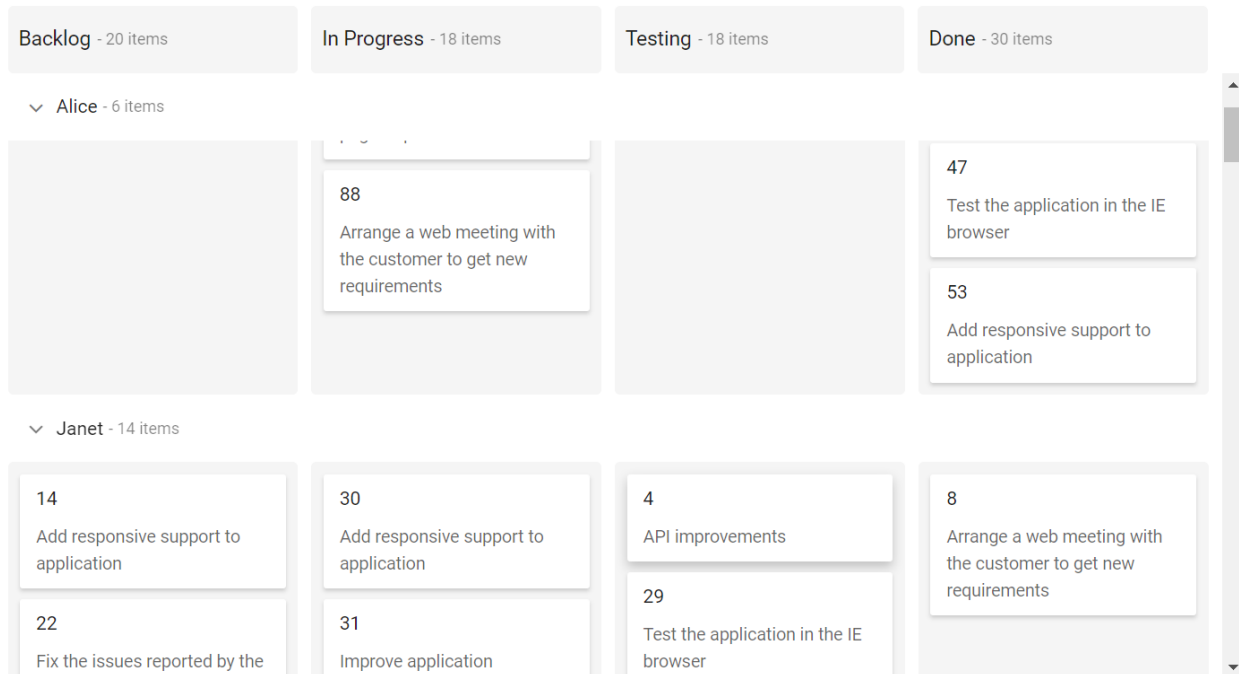 Backlog - 20 items
In Progress - 18 items
Testing - 18 items
Done - 30 items
Alice - 6 items
88
Arrange a web meeting with
the customer to get new
requirements
47
Test the application in the IE
browser
53
Add responsive support to
application
Janet - 14 items
14
Add responsive support to
application
22
Fix the issues reported by the
30
Add responsive support to
application
31
Improve application
4
API improvements
29
Test the application in the IE
browser
8
Arrange a web meeting with
the customer to get new
requirements